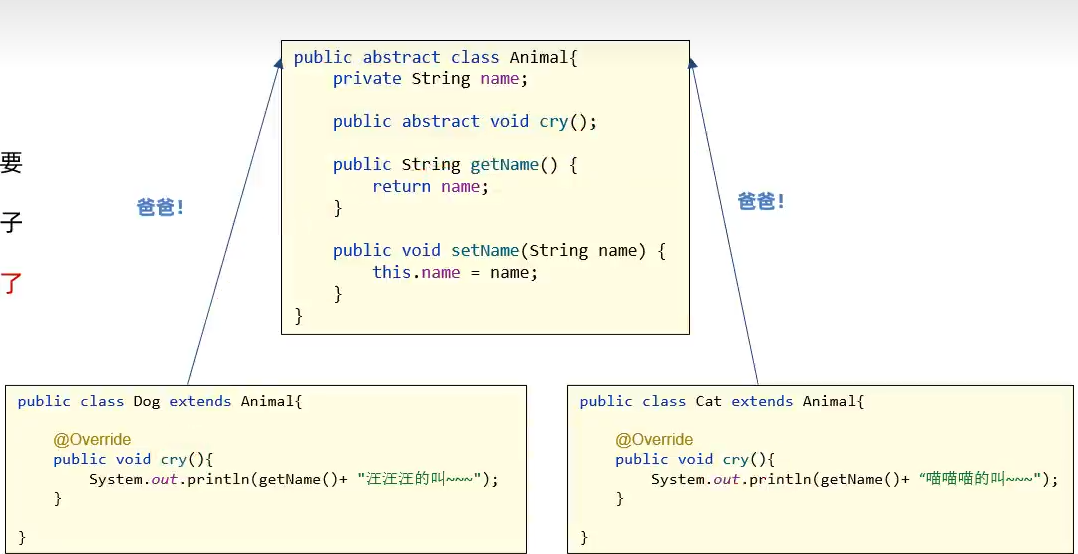 public abstract class Animal{
private String name;
public abstract void cry();
public String getName() {
return name;
}
public void setName(String name) {
this.name = name;
}
}
要
子
了
爸爸!
爸爸!
public class Dog extends Animal{
@Override
public void cry(){
System.out.println(getName()+ "汪汪汪的叫~~~");
}
}
public class Cat extends Animal{
@Override
public void cry(){
System.out.println(getName()+ “喵喵喵的叫~~~");
}
}